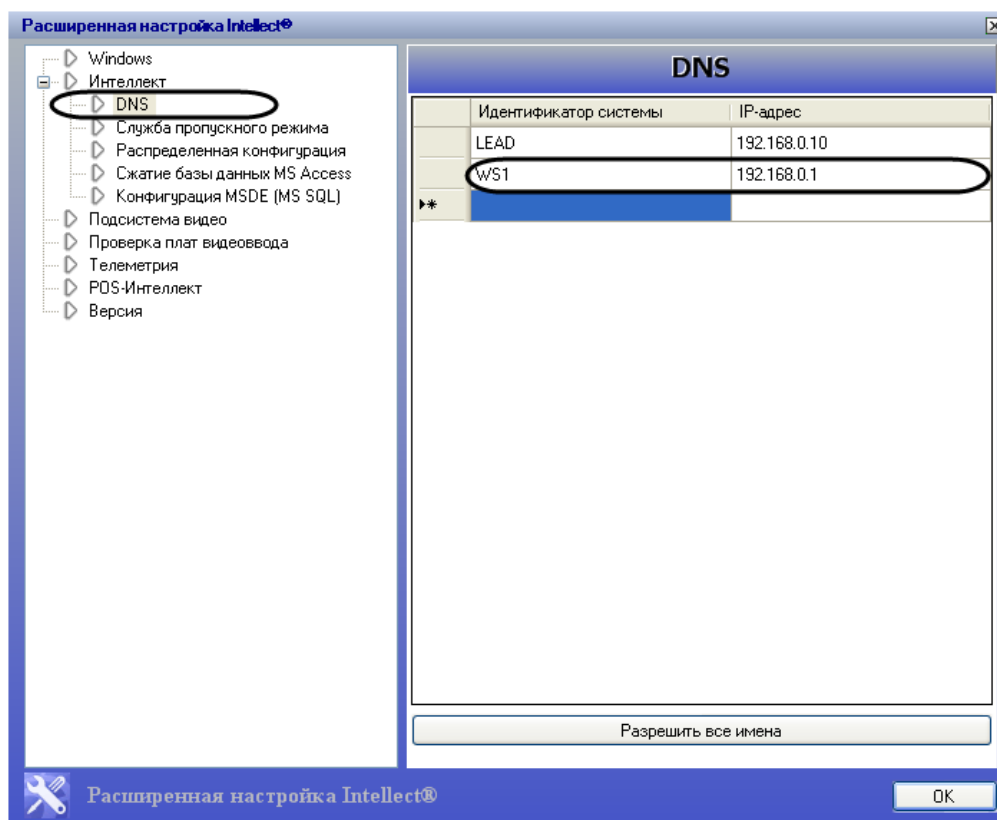 Расширенная настройка Intellect®
Windows
Интеллект
DNS
Служба пропускного режима
Распределенная конфигурация
Сжатие базы данных MS Access
Конфигурация MSDE (MS SQL)
Подсистема видео
Проверка плат видеоввода
Телеметрия
POS-Интеллект
Версия
DNS
Идентификатор системы IP-адрес
LEAD 192.168.0.10
WS1 192.168.0.1
Разрешить все имена
Расширенная настройка Intellect®
OK